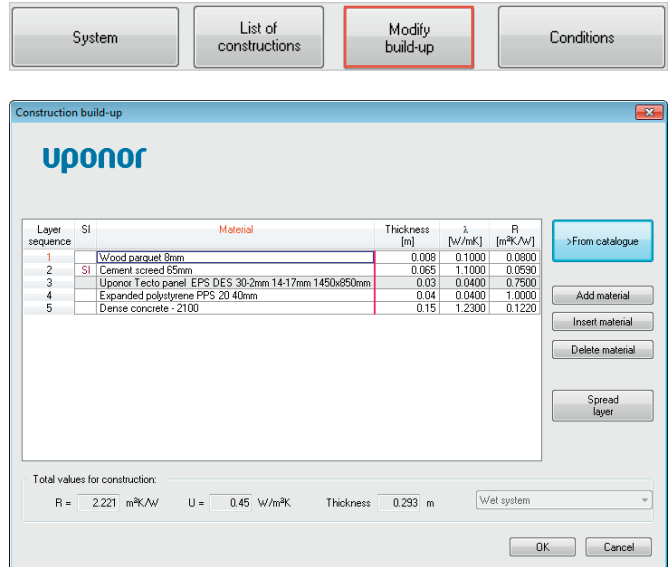 System
List of
constructions
Modify
build-up
Conditions
Construction build-up
uponor
Layer
sequence
SI
Material
Thickness
[m]
λ
[W/mK]
R
[m²K/W]
>From catalogue
1 Wood parquet 8mm 0.008 0.1000 0.0800
2 SI Cement screed 65mm 0.065 1.1000 0.0590
3 Uponor Tecto panel EPS DES 30-2mm 14-17mm 1450x850mm 0.03 0.0400 0.7500
4 Expanded polystyrene PPS 20 40mm 0.04 0.0400 1.0000
5 Dense concrete - 2100 0.15 1.2300 0.1220
Add material
Insert material
Delete material
Spread
layer
Total values for construction:
R = 2.221 m²K/W U = 0.45 W/m²K Thickness 0.293 m Wet system
OK Cancel